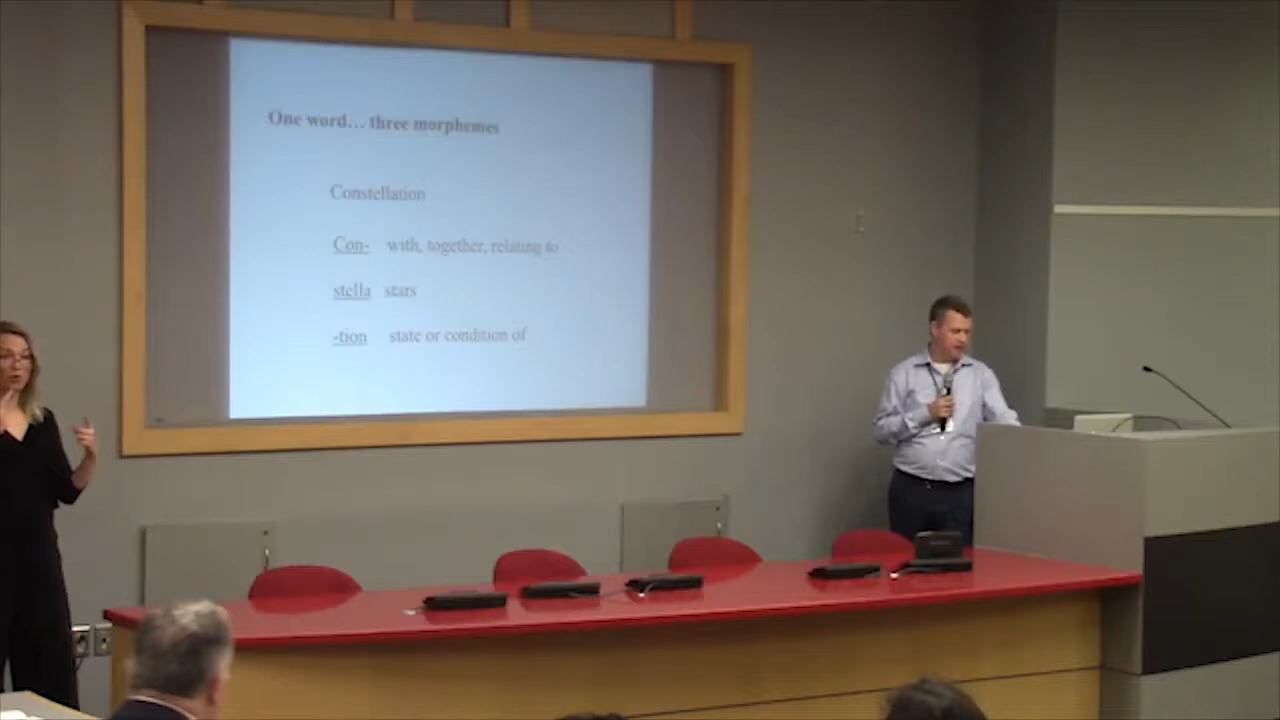 One word... three morphemes
Constellation
Con- with, together, relating to
stella stars
-tion state or condition of